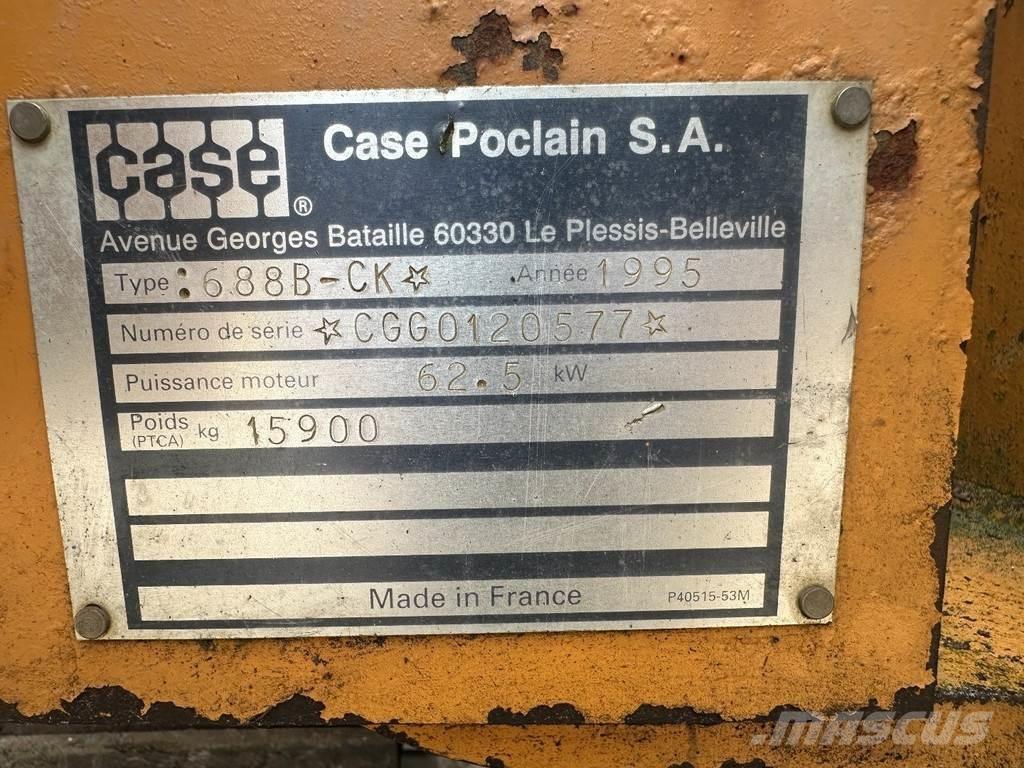 case ®
Case Poclain S.A.
Avenue Georges Bataille 60330 Le Plessis-Belleville
Type : 688B-CK☆ Année 1995
Numéro de série ☆CGG0120577☆
Puissance moteur 62.5 kW
Poids (PTCA) kg 15900
Made in France P40515-53M
MASCUS